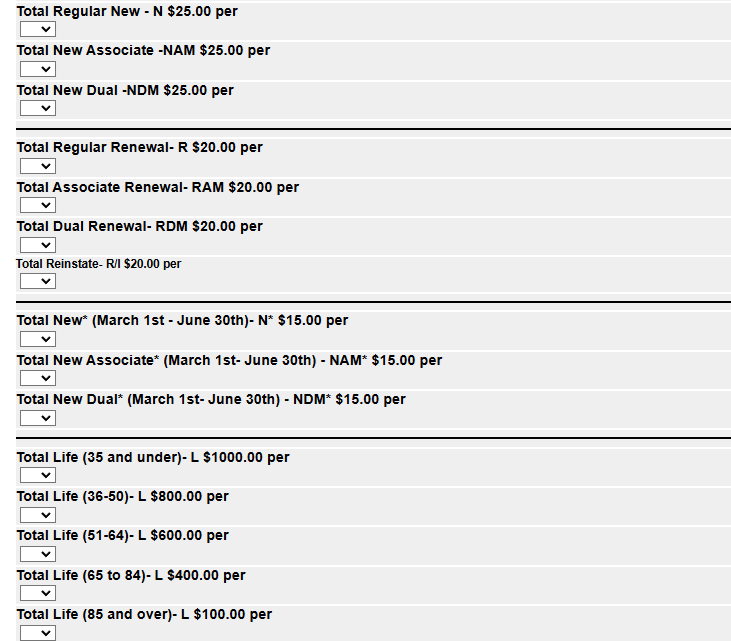 Total Regular New - N $25.00 per
Total New Associate -NAM $25.00 per
Total New Dual -NDM $25.00 per
Total Regular Renewal- R $20.00 per
Total Associate Renewal- RAM $20.00 per
Total Dual Renewal- RDM $20.00 per
Total Reinstate- R/I $20.00 per
Total New* (March 1st - June 30th)- N* $15.00 per
Total New Associate* (March 1st- June 30th) - NAM* $15.00 per
Total New Dual* (March 1st- June 30th) - NDM* $15.00 per
Total Life (35 and under)- L $1000.00 per
Total Life (36-50)- L $800.00 per
Total Life (51-64)- L $600.00 per
Total Life (65 to 84)- L $400.00 per
Total Life (85 and over)- L $100.00 per